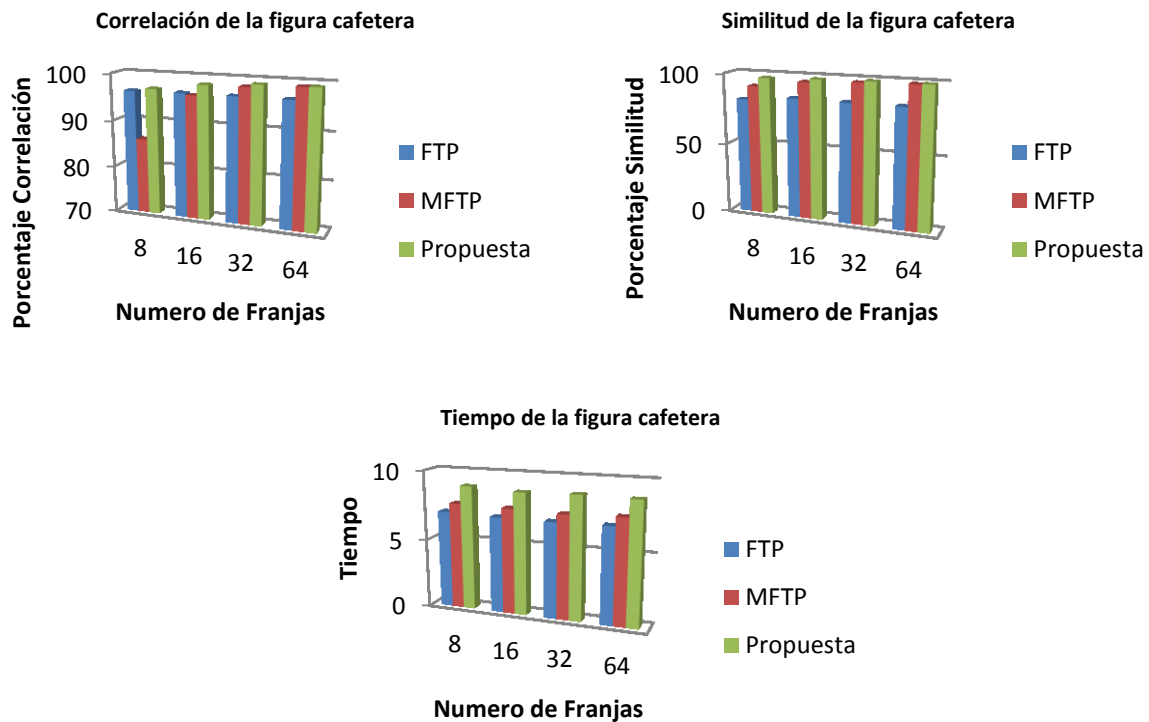 Correlación de la figura cafetera
Porcentaje Correlación
100
90
80
70
8 16 32 64
Numero de Franjas
FTP
MFTP
Propuesta
Similitud de la figura cafetera
Porcentaje Similitud
100
50
0
8 16 32 64
Numero de Franjas
FTP
MFTP
Propuesta
Tiempo de la figura cafetera
Tiempo
10
5
0
8 16 32 64
Numero de Franjas
FTP
MFTP
Propuesta